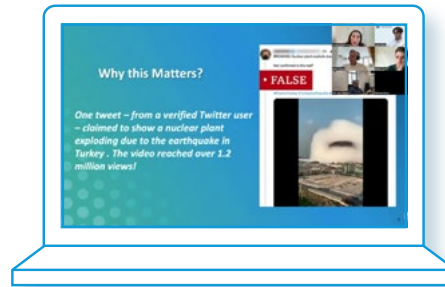 Why this Matters?
One tweet – from a verified Twitter user
– claimed to show a nuclear plant
exploding due to the earthquake in
Turkey . The video reached over 1.2
million views!
• FALSE